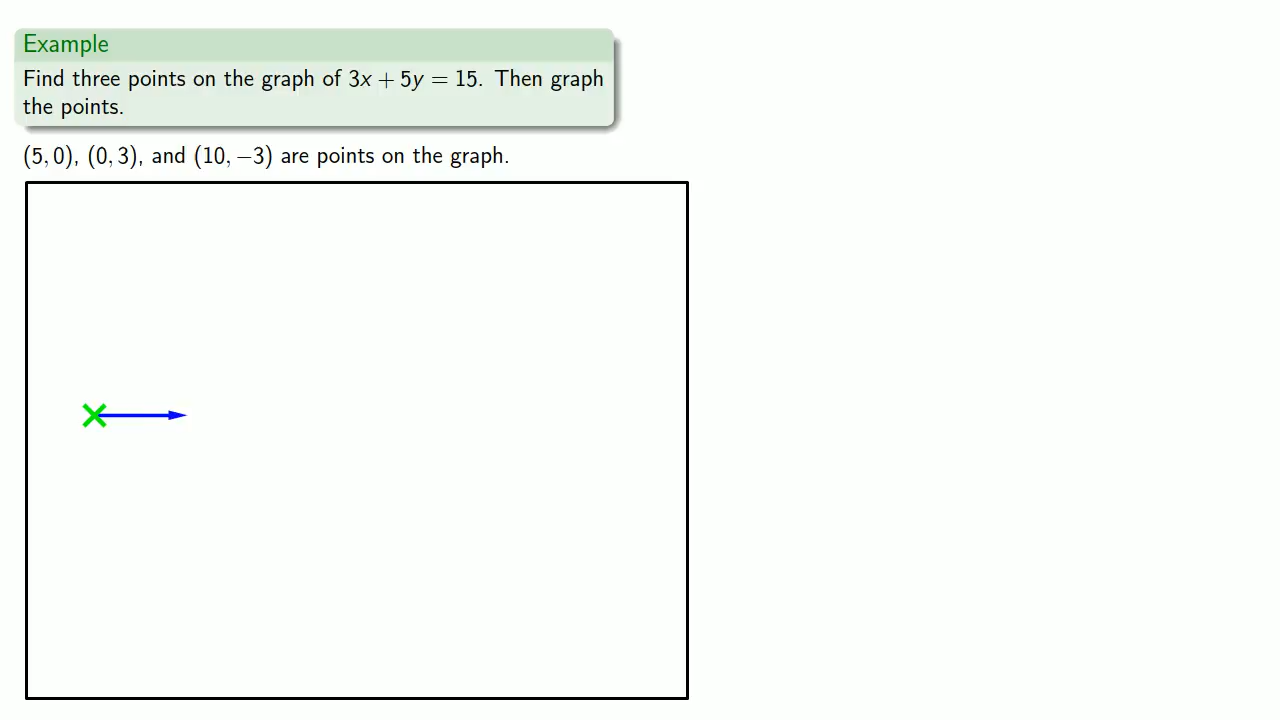 Example
Find three points on the graph of 3x + 5y = 15. Then graph
the points.
(5, 0), (0, 3), and (10, −3) are points on the graph.